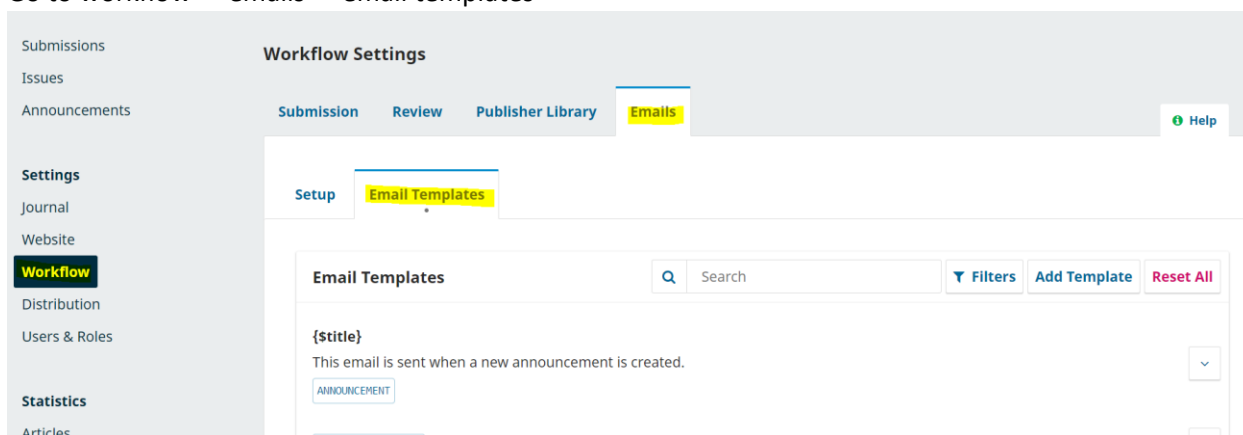 Submissions
Issues
Announcements
Settings
Journal
Website
Workflow
Distribution
Users & Roles
Statistics
Articles
Workflow Settings
Submission Review Publisher Library Emails
Help
Setup Email Templates
Email Templates
Search
Filters Add Template Reset All
{$title}
This email is sent when a new announcement is created.
ANNOUNCEMENT